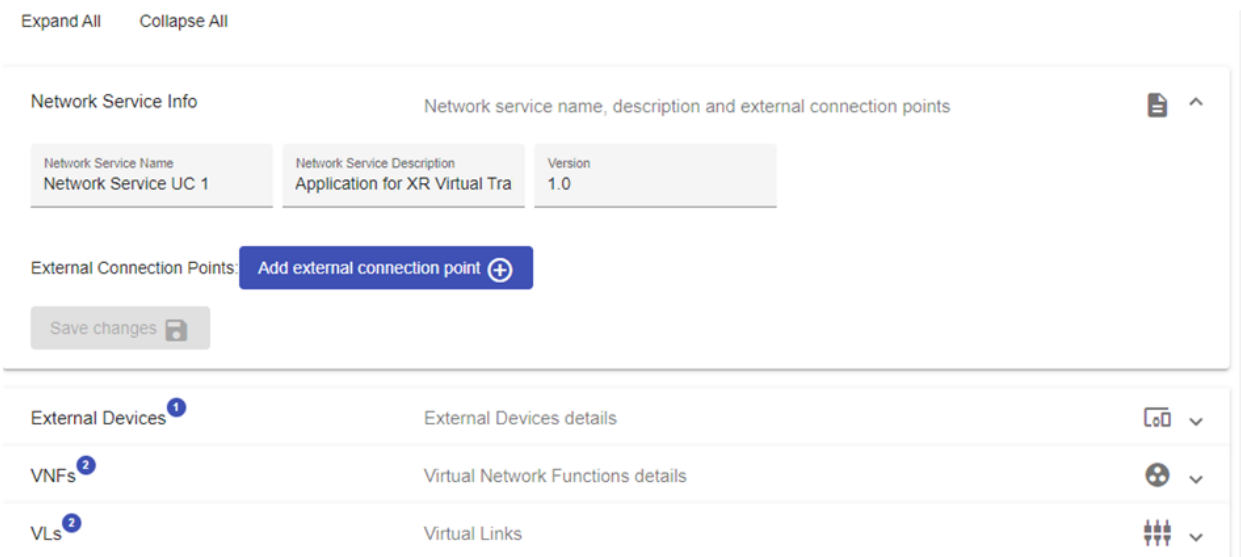 Expand All Collapse All
Network Service Info Network service name, description and external connection points
Network Service Name Network Service Description Version
Network Service UC 1 Application for XR Virtual Tra 1.0
External Connection Points: Add external connection point
Save changes
External Devices 1 External Devices details
VNFs 2 Virtual Network Functions details
VLs 2 Virtual Links